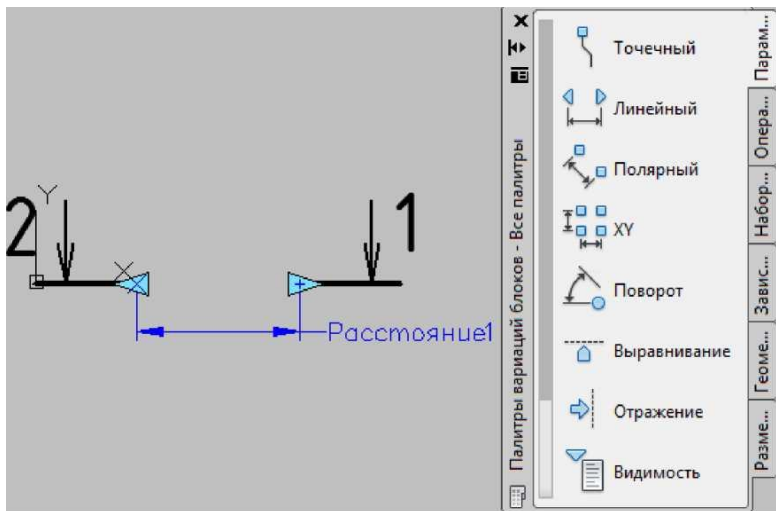 2
Y
X
1
Расстояние1
Палитры вариаций блоков - Все палитры
Точечный
Линейный
Полярный
XY
Поворот
Выравнивание
Отражение
Видимость
Парам...
Опера...
Набор...
Завис...
Геоме...
Разме...